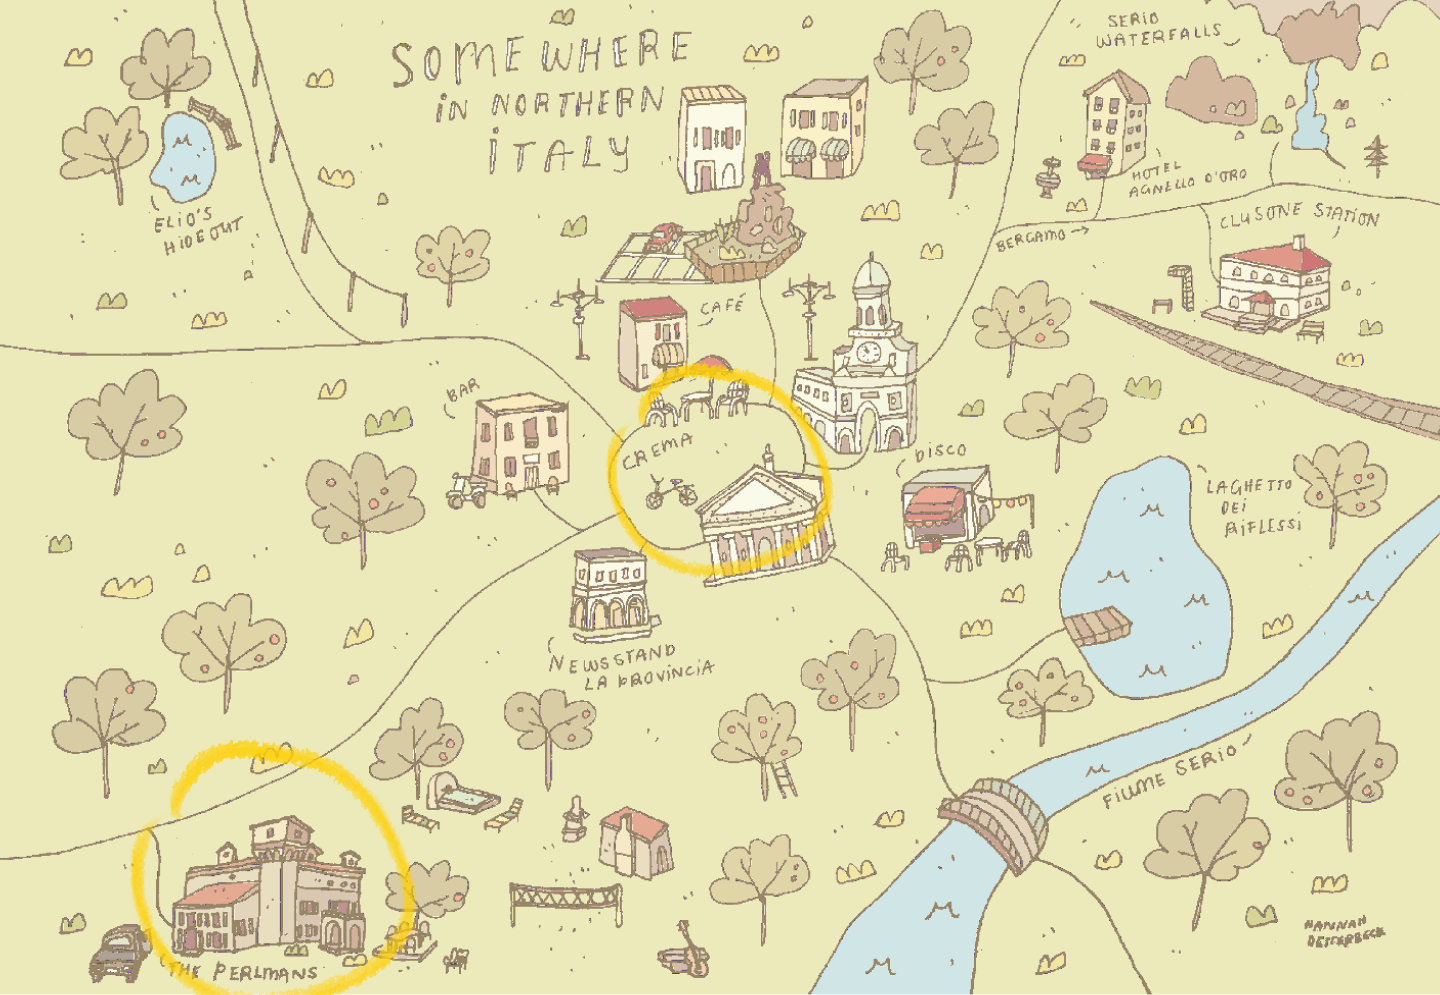 SOMEWHERE
IN NORTHERN
ITALY
SERIO
WATERFALLS
HOTEL
AGNELLO D'ORO
ELIO'S
HIDEOUT
CLUSONE STATION
BERGAMO →
CAFÉ
BAR
CREMA
DISCO
LAGHETTO
DEI
RIFLESSI
NEWSSTAND
LA PROVINCIA
FIUME SERIO
THE PERLMANS
HANNAH